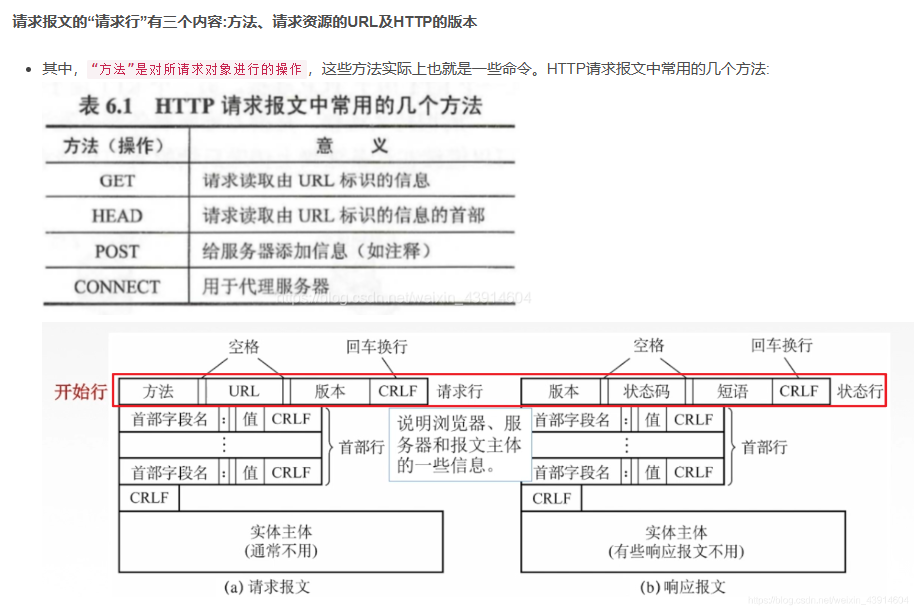 请求报文的“请求行”有三个内容:方法、请求资源的URL及HTTP的版本
其中，“方法”是对所请求对象进行的操作，这些方法实际上也就是一些命令。HTTP请求报文中常用的几个方法:
表 6.1 HTTP 请求报文中常用的几个方法
方法（操作） 意 义
GET 请求读取由 URL 标识的信息
HEAD 请求读取由 URL 标识的信息的首部
POST 给服务器添加信息（如注释）
CONNECT 用于代理服务器
https://blog.csdn.net/weixin_43914604
空格 回车换行 空格 回车换行
开始行 方法 URL 版本 CRLF 请求行 版本 状态码 短语 CRLF 状态行
首部字段名 : 值 CRLF 首部字段名 : 值 CRLF
⋮ ⋮
首部行 首部行
首部字段名 : 值 CRLF 首部字段名 : 值 CRLF
说明浏览器、服
务器和报文主体
的一些信息。
CRLF CRLF
实体主体 实体主体
(通常不用) (有些响应报文不用)
(a) 请求报文 (b) 响应报文
https://blog.csdn.net/weixin_43914604